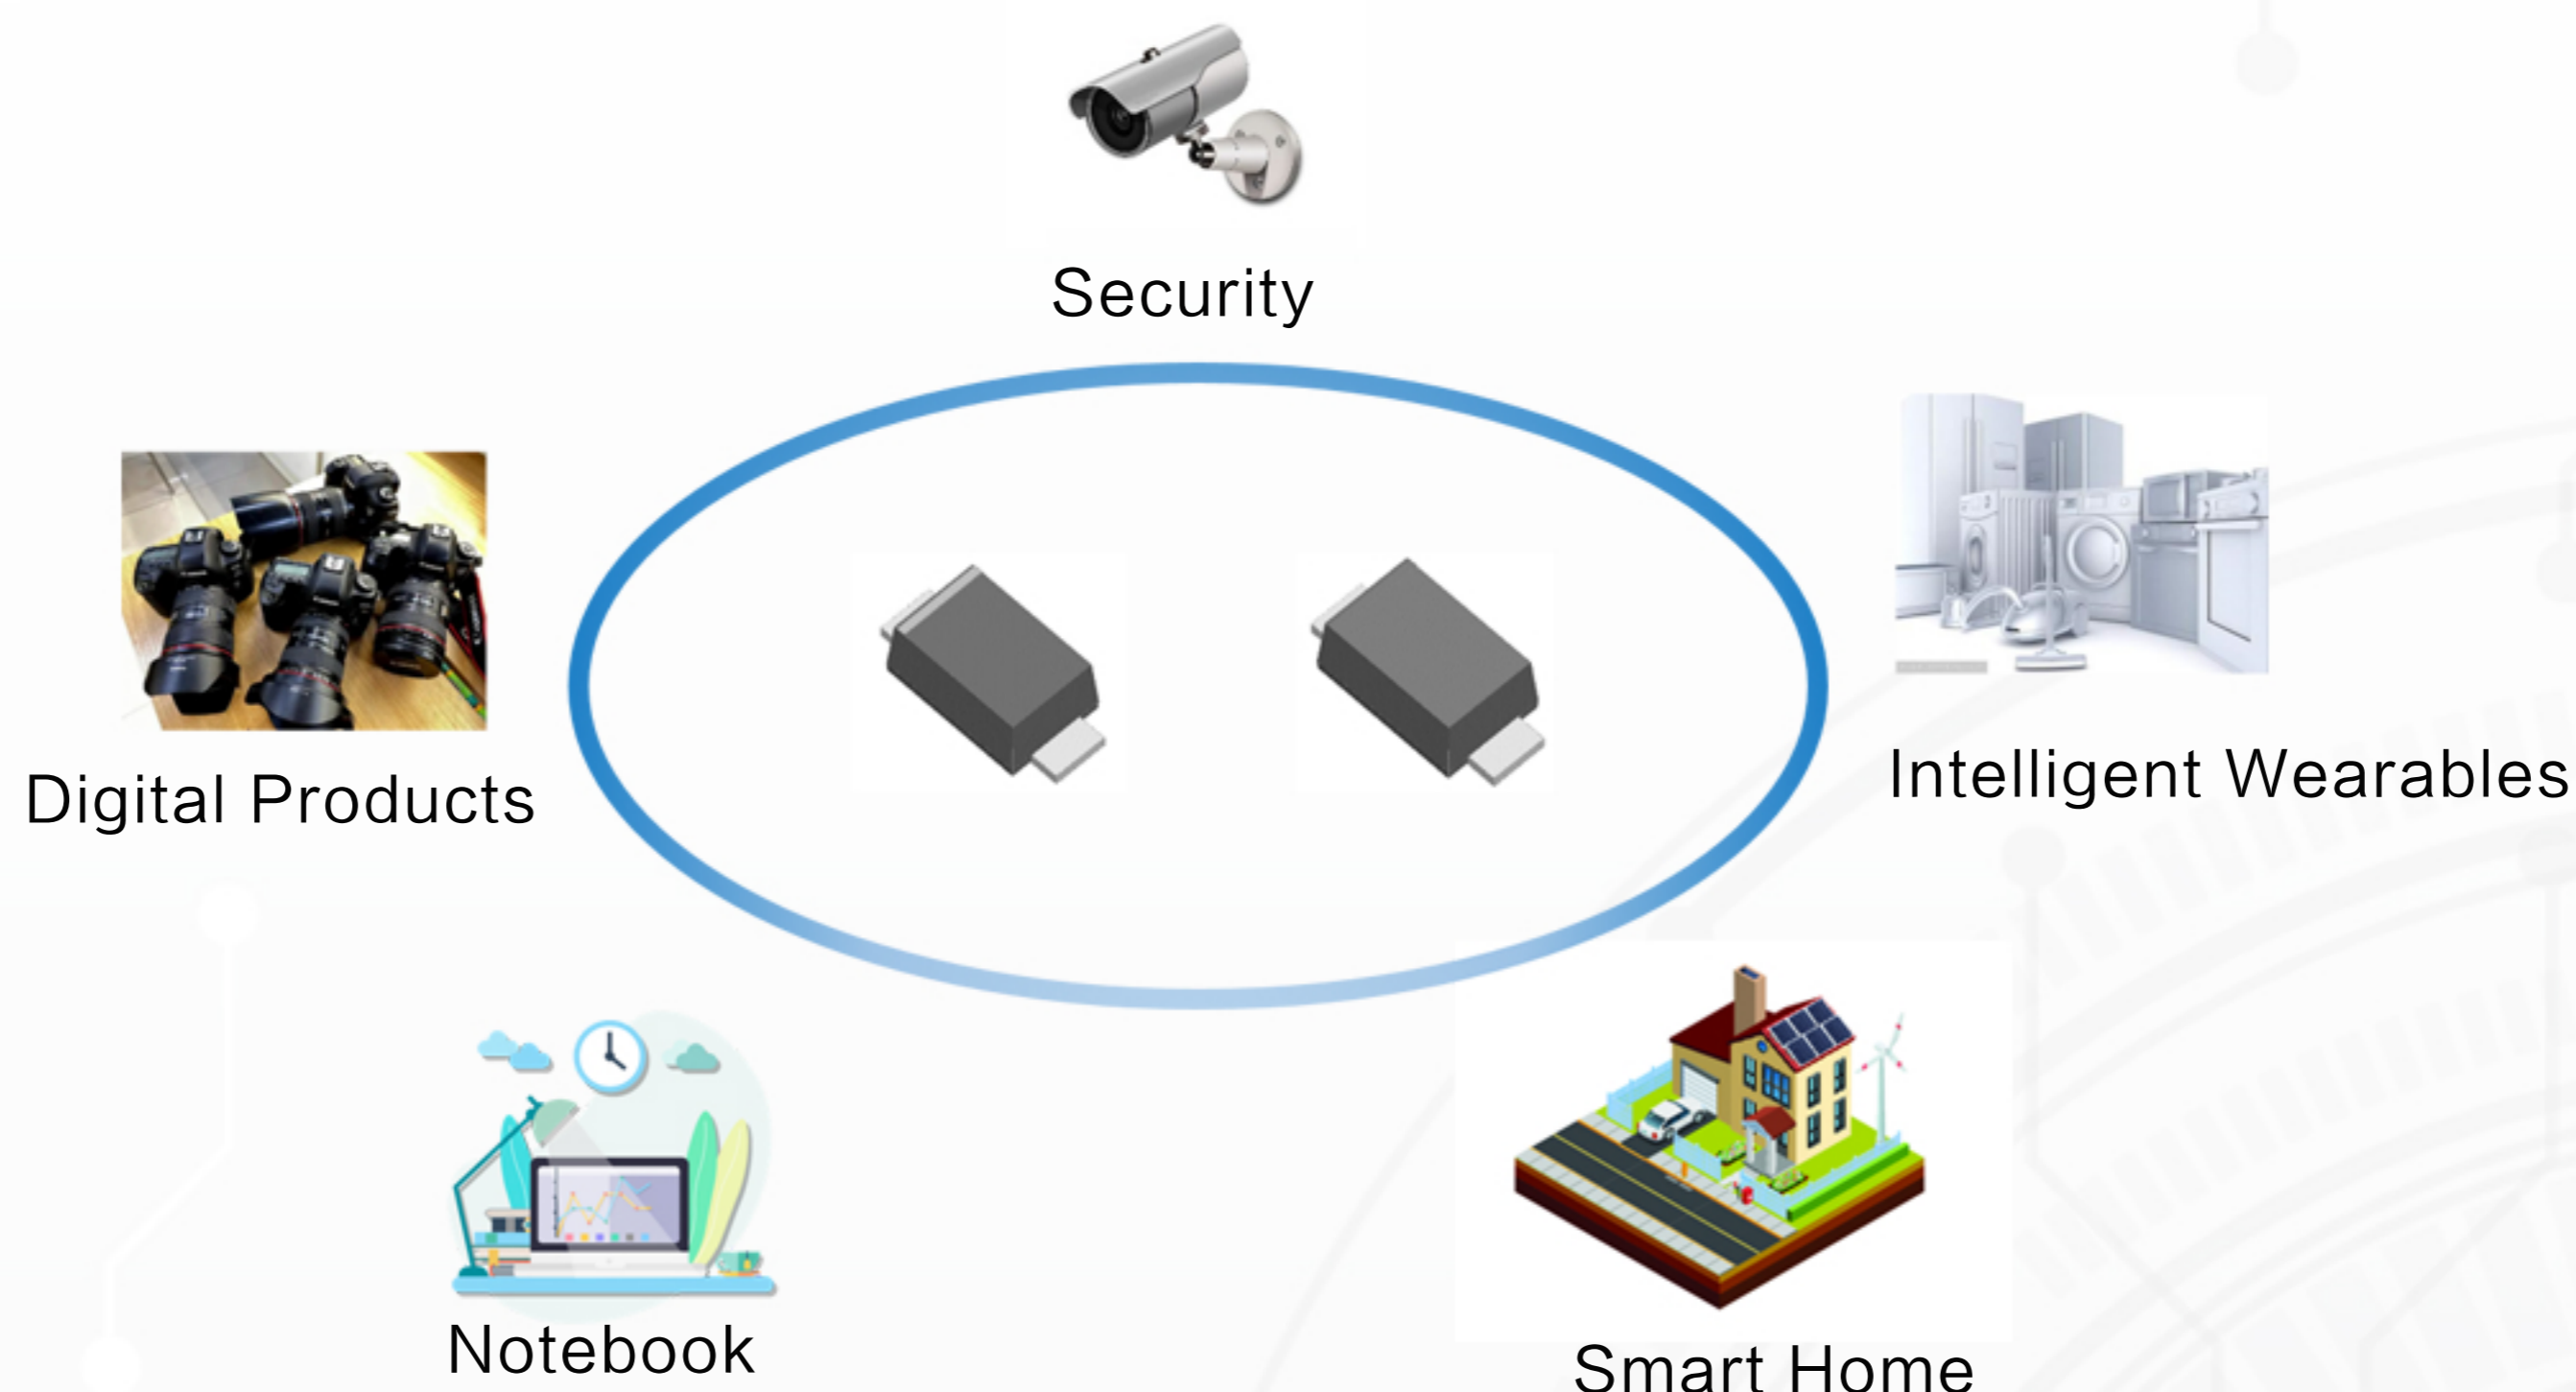 Security
Digital Products
Intelligent Wearables
Notebook
Smart Home